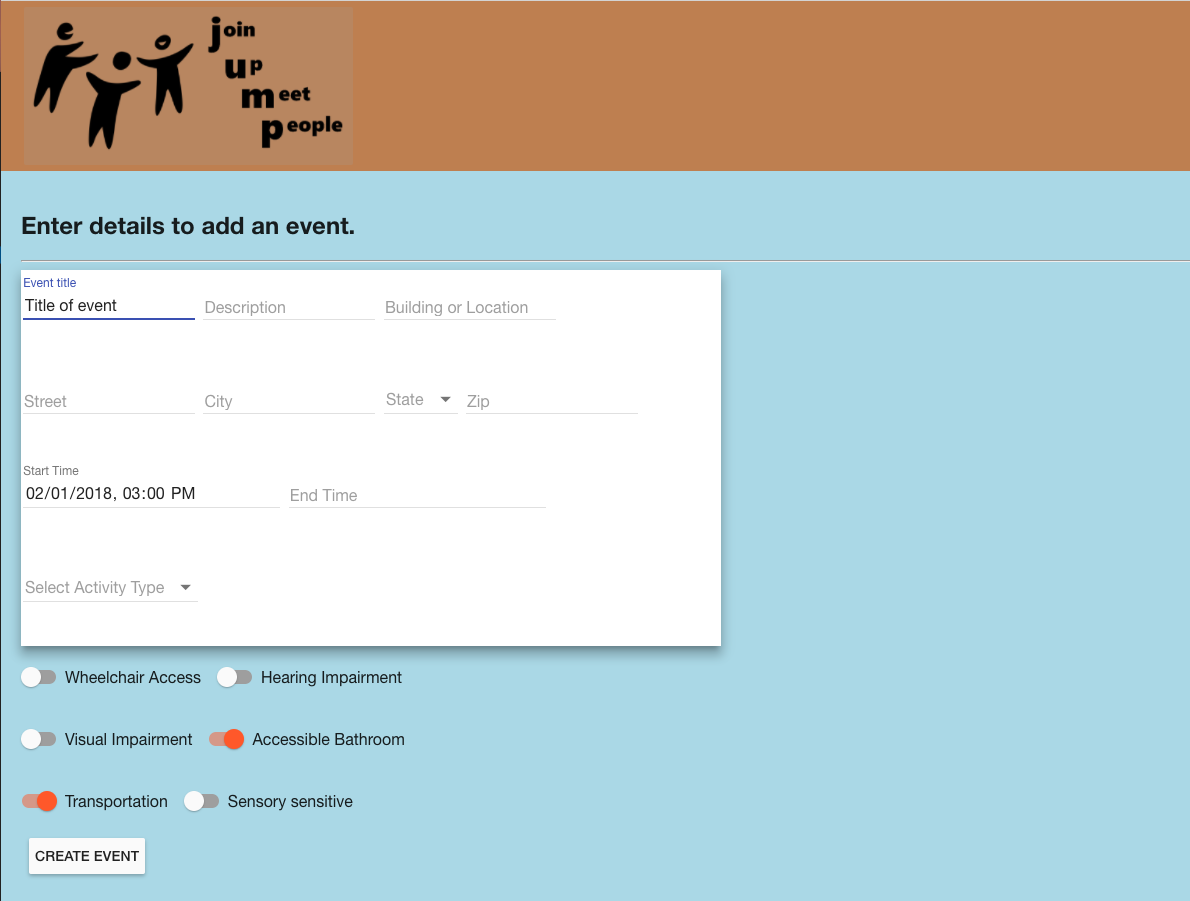 join
up
meet
people
Enter details to add an event.
Event title
Title of event Description Building or Location
Street City State Zip
Start Time
02/01/2018, 03:00 PM End Time
Select Activity Type
Wheelchair Access Hearing Impairment
Visual Impairment Accessible Bathroom
Transportation Sensory sensitive
CREATE EVENT